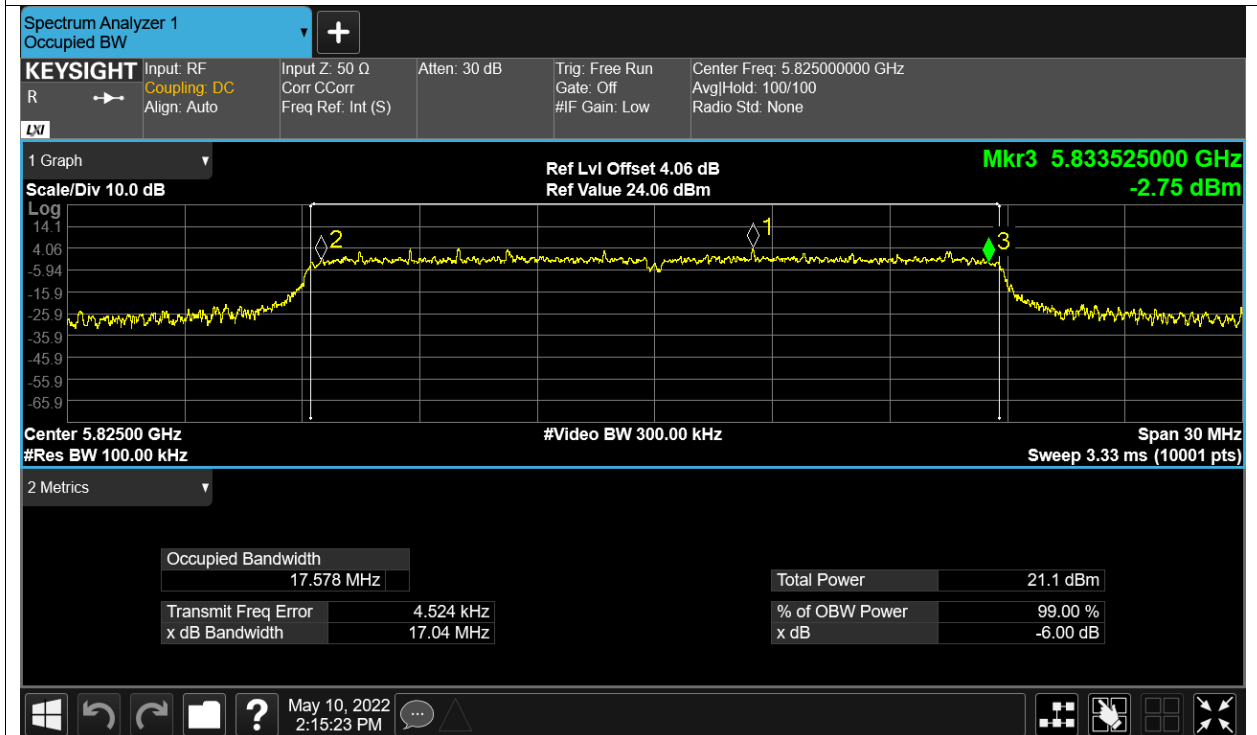 Spectrum Analyzer 1
Occupied BW
KEYSIGHT
R
LXI
Input: RF
Coupling: DC
Align: Auto
Input Z: 50 Ω
Corr CCorr
Freq Ref: Int (S)
Atten: 30 dB
Trig: Free Run
Gate: Off
#IF Gain: Low
Center Freq: 5.825000000 GHz
Avg|Hold: 100/100
Radio Std: None
1 Graph
Scale/Div 10.0 dB
Ref Lvl Offset 4.06 dB
Ref Value 24.06 dBm
Mkr3 5.833525000 GHz
-2.75 dBm
Log
14.1
4.06
-5.94
-15.9
-25.9
-35.9
-45.9
-55.9
-65.9
2
1
3
Center 5.82500 GHz
#Res BW 100.00 kHz
#Video BW 300.00 kHz
Span 30 MHz
Sweep 3.33 ms (10001 pts)
2 Metrics
Occupied Bandwidth
17.578 MHz
Transmit Freq Error 4.524 kHz
x dB Bandwidth 17.04 MHz
Total Power 21.1 dBm
% of OBW Power 99.00 %
x dB -6.00 dB
?
May 10, 2022
2:15:23 PM